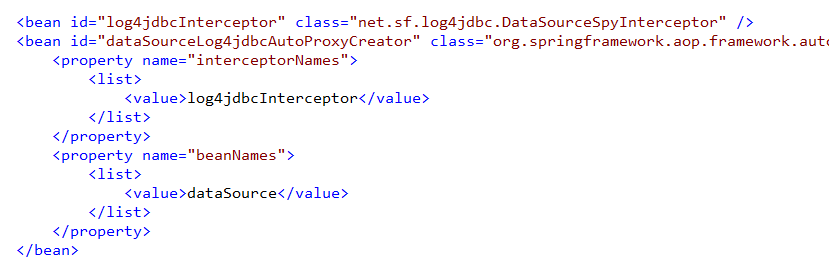 <bean id="log4jdbcInterceptor" class="net.sf.log4jdbc.DataSourceSpyInterceptor" />
<bean id="dataSourceLog4jdbcAutoProxyCreator" class="org.springframework.aop.framework.auto
    <property name="interceptorNames">
        <list>
            <value>log4jdbcInterceptor</value>
        </list>
    </property>
    <property name="beanNames">
        <list>
            <value>dataSource</value>
        </list>
    </property>
</bean>